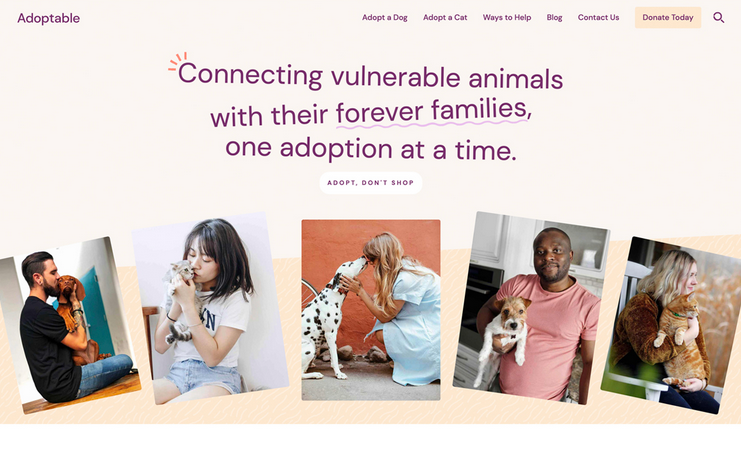 Adoptable
Adopt a Dog
Adopt a Cat
Ways to Help
Blog
Contact Us
Donate Today
Connecting vulnerable animals
with their forever families,
one adoption at a time.
ADOPT, DON'T SHOP